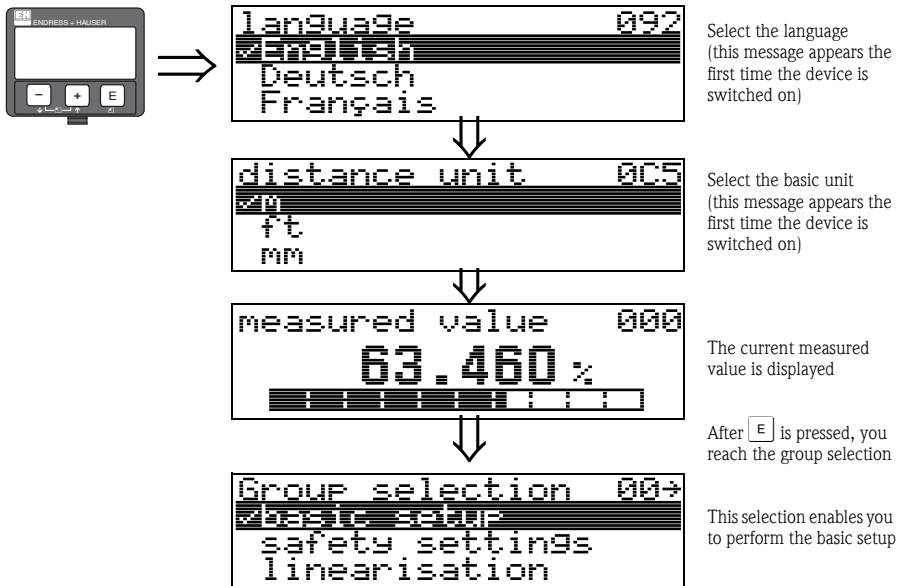 EH ENDRESS + HAUSER
- + E
language 092
✓English
Deutsch
Français
Select the language
(this message appears the
first time the device is
switched on)
distance unit 0C5
✓m
ft
mm
Select the basic unit
(this message appears the
first time the device is
switched on)
measured value 000
63.460 %
The current measured
value is displayed
After E is pressed, you
reach the group selection
Group selection 00→
✓basic setup
safety settings
linearisation
This selection enables you
to perform the basic setup